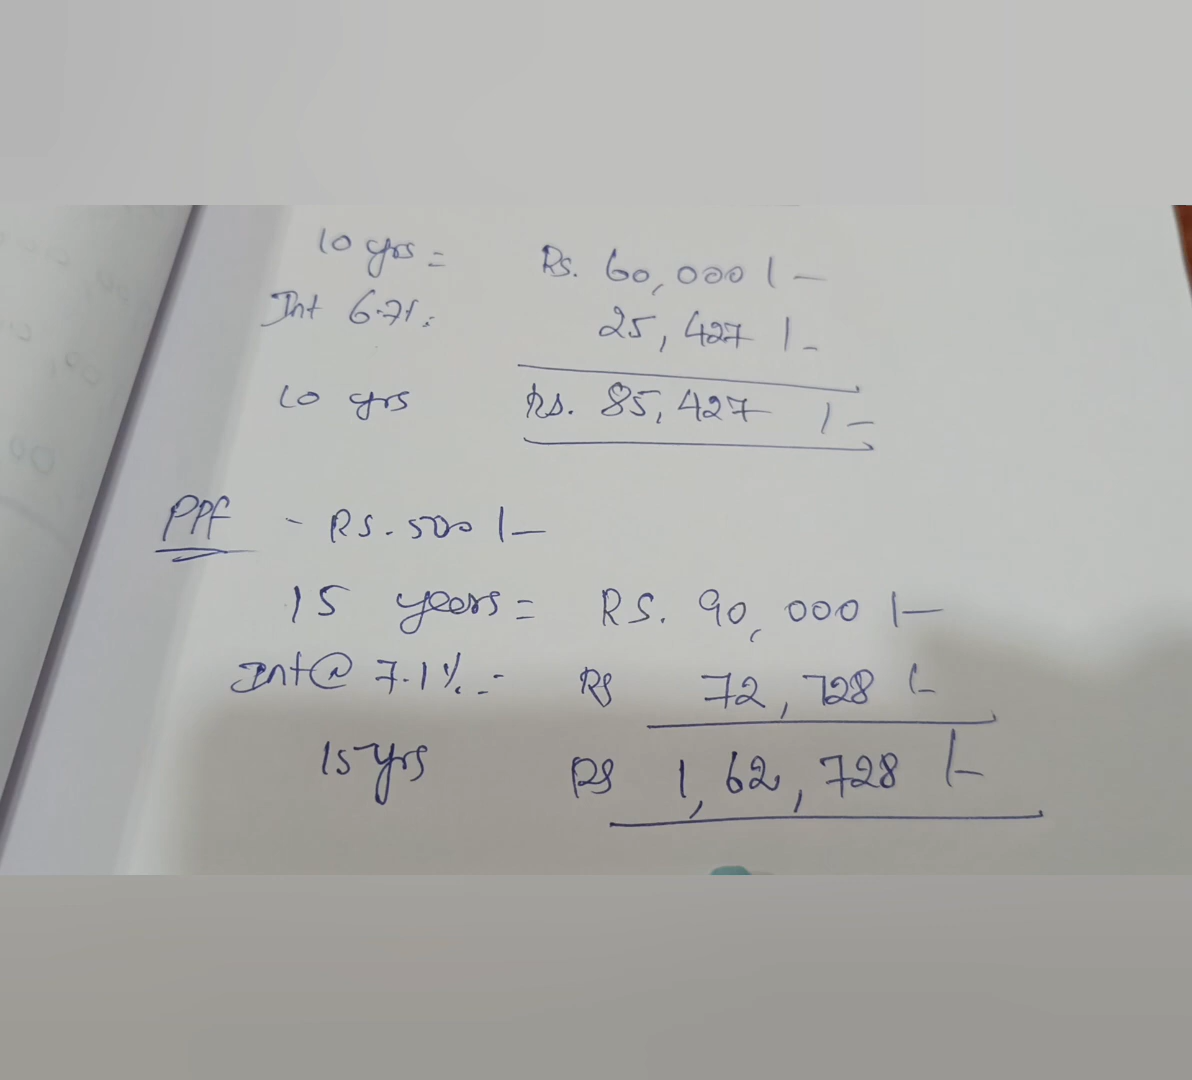 10 yrs = Rs. 60,000/-
Int 6.7%: 25,427/-
10 yrs Rs. 85,427/-
PPF - RS. 500/-
15 years = RS. 90,000/-
Int@ 7.1%.- Rs 72,728/-
15 yrs Rs 1,62,728/-